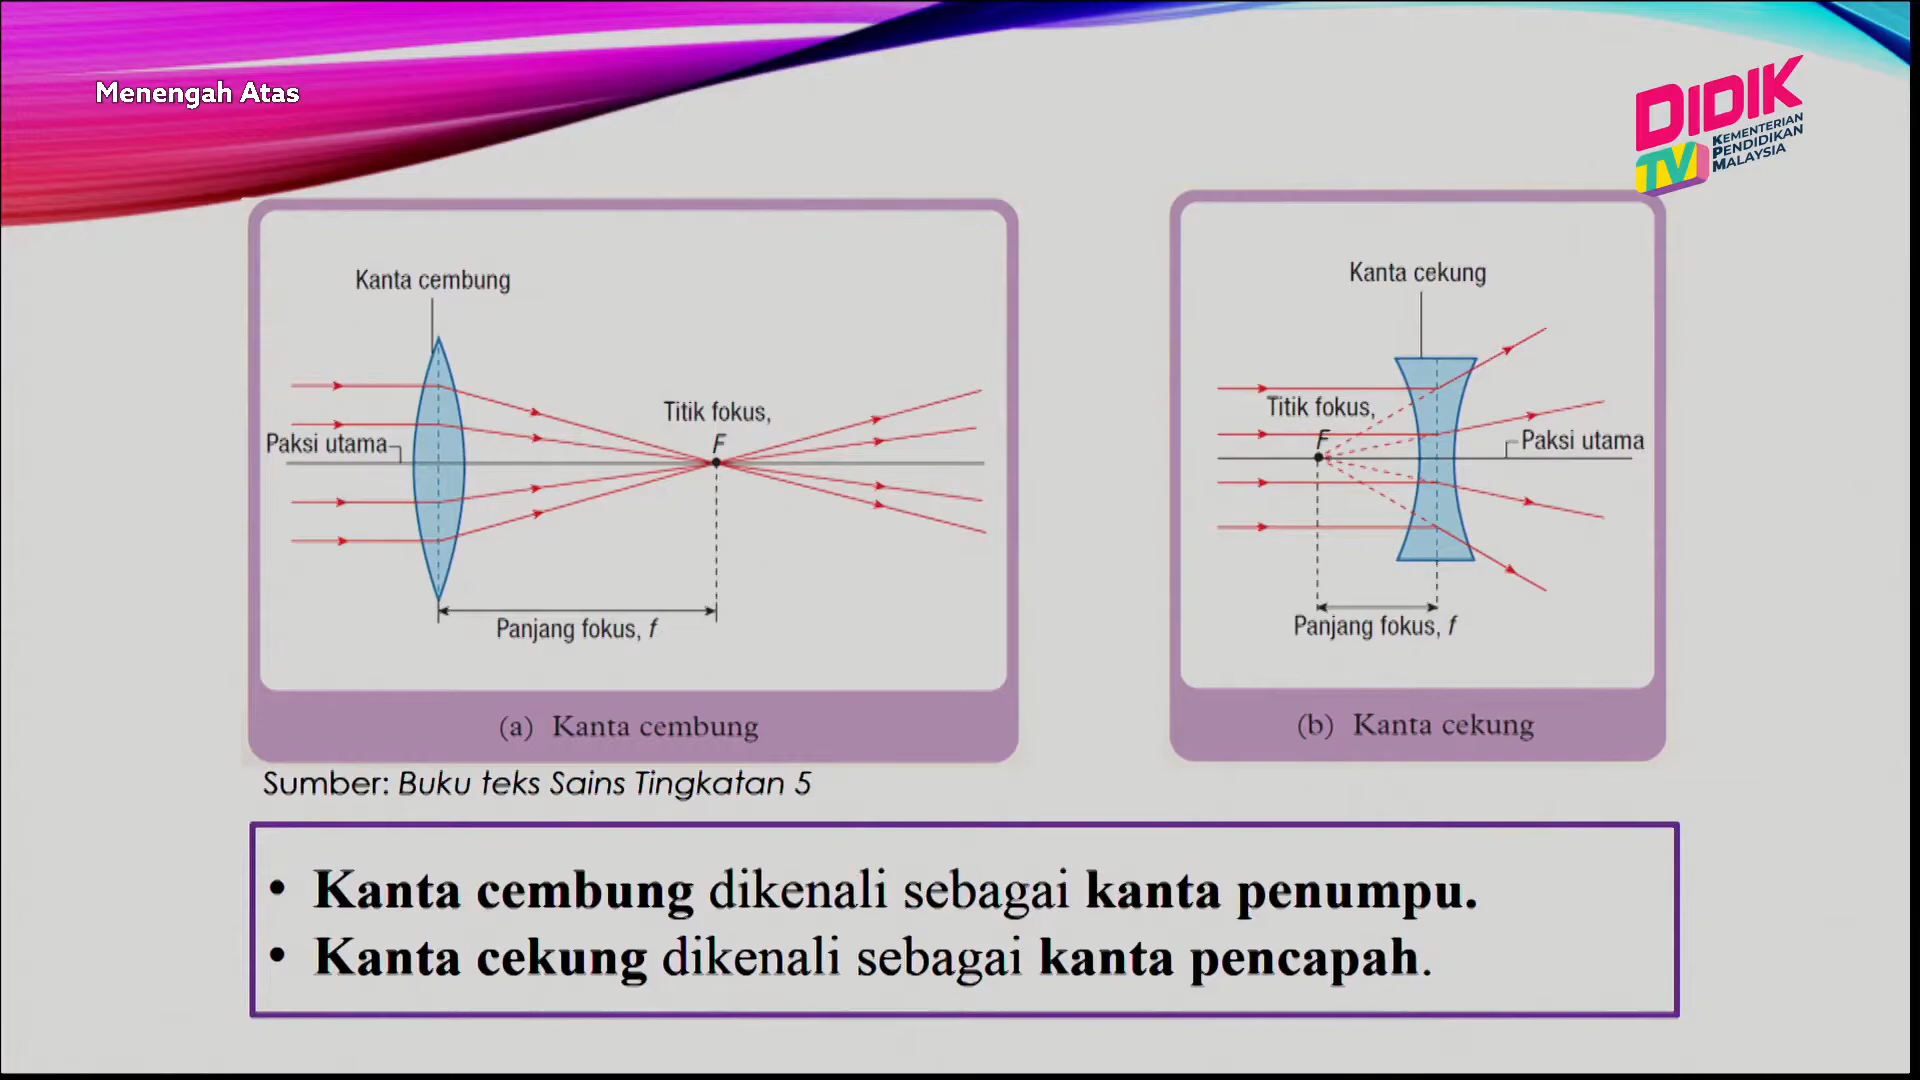 Menengah Atas
DIDIK
TV
KEMENTERIAN
PENDIDIKAN
MALAYSIA
Kanta cembung
Titik fokus,
F
Paksi utama
Panjang fokus, f
(a) Kanta cembung
Kanta cekung
Titik fokus,
F
Paksi utama
Panjang fokus, f
(b) Kanta cekung
Sumber: Buku teks Sains Tingkatan 5
• Kanta cembung dikenali sebagai kanta penumpu.
• Kanta cekung dikenali sebagai kanta pencapah.